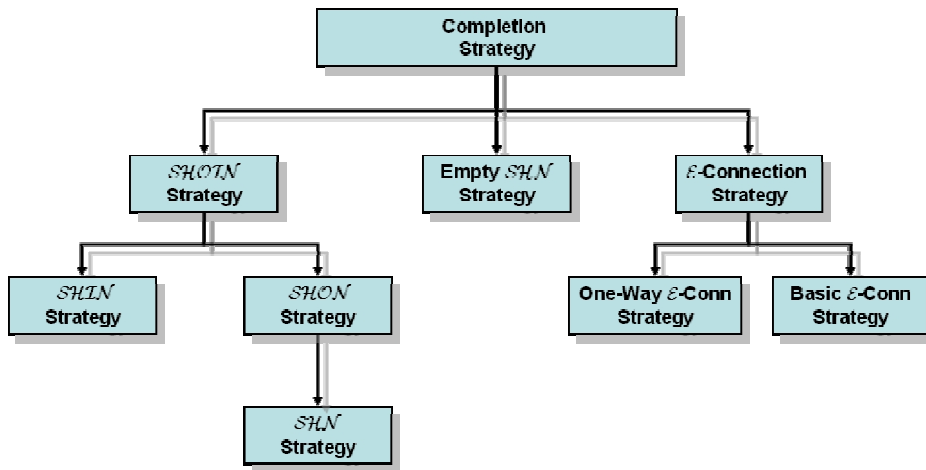 Completion
Strategy
𝒮ℋ𝒪ℐ𝒩
Strategy
Empty 𝒮ℋ𝒩
Strategy
ℰ-Connection
Strategy
𝒮ℋℐ𝒩
Strategy
𝒮ℋ𝒪𝒩
Strategy
One-Way ℰ-Conn
Strategy
Basic ℰ-Conn
Strategy
𝒮ℋ𝒩
Strategy